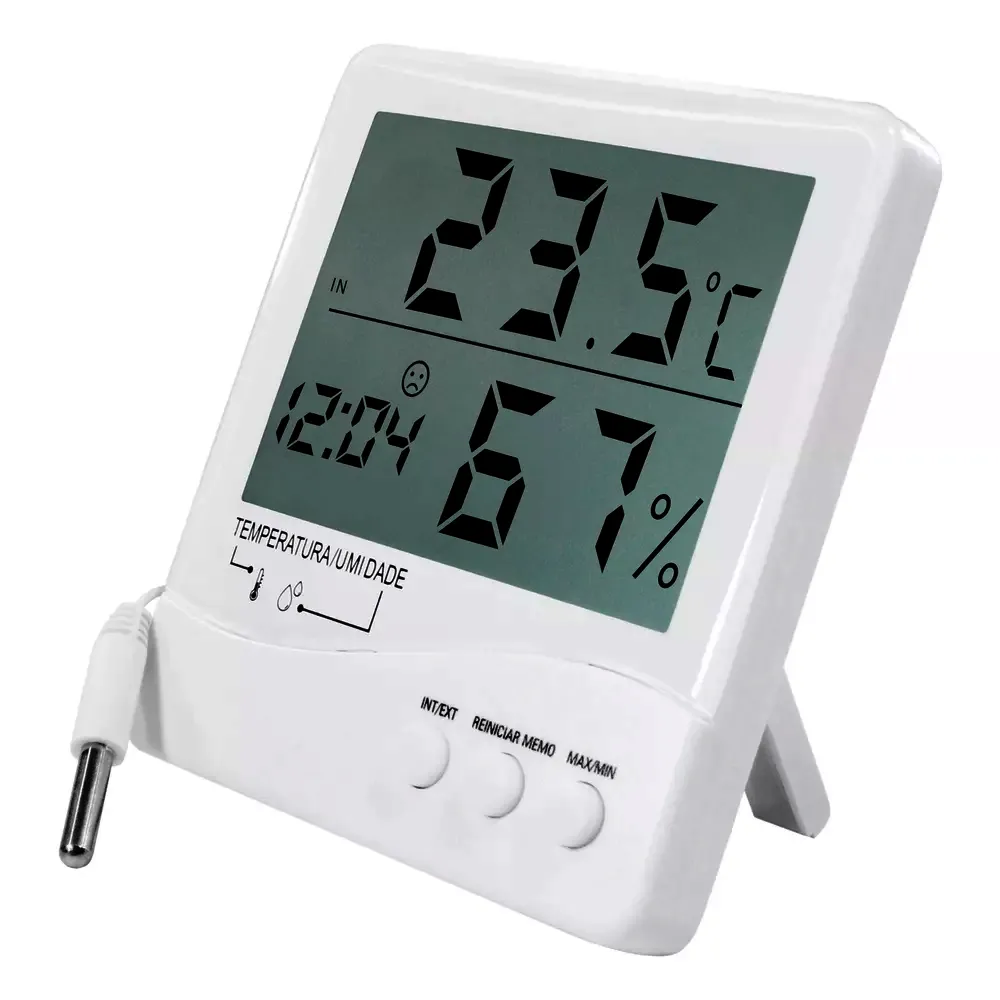 23.5°C
IN
12:04
67%
TEMPERATURA/UMIDADE
INT/EXT
REINICIAR MEMO
MAX/MIN